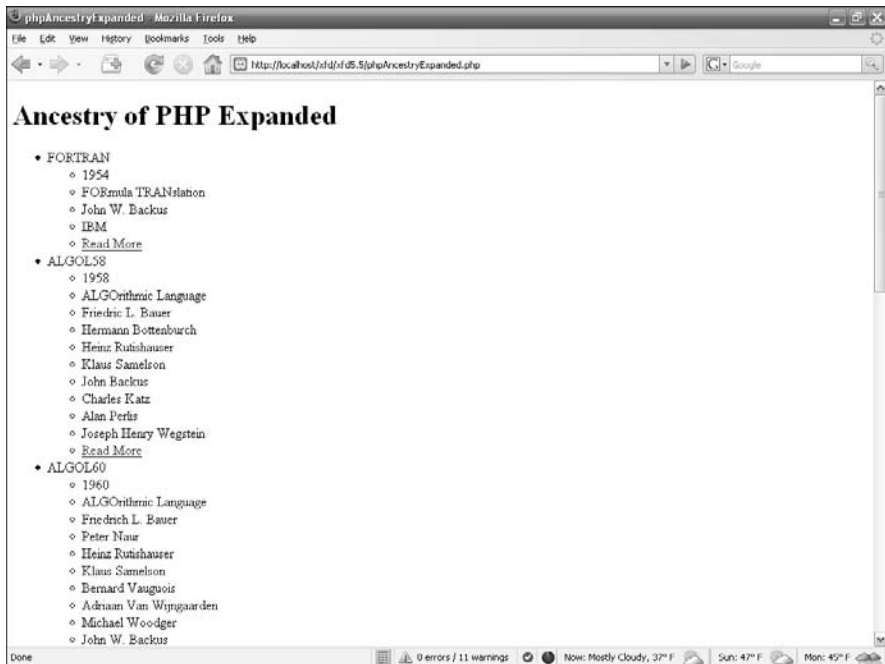 phpAncestryExpanded - Mozilla Firefox
File Edit View History Bookmarks Tools Help
http://localhost/xfd/xfd5.5/phpAncestryExpanded.php
G Google
Ancestry of PHP Expanded
FORTRAN
1954
FORmula TRANslation
John W. Backus
IBM
Read More
ALGOL58
1958
ALGOrithmic Language
Friedric L. Bauer
Hermann Bottenburch
Heinz Rutishauser
Klaus Samelson
John Backus
Charles Katz
Alan Perlis
Joseph Henry Wegstein
Read More
ALGOL60
1960
ALGOrithmic Language
Friedrich L. Bauer
Peter Naur
Heinz Rutishauser
Klaus Samelson
Bernard Vauguois
Adriaan Van Wijngaarden
Michael Woodger
John W. Backus
Done 0 errors / 11 warnings Now: Mostly Cloudy, 37° F Sun: 47° F Mon: 45° F